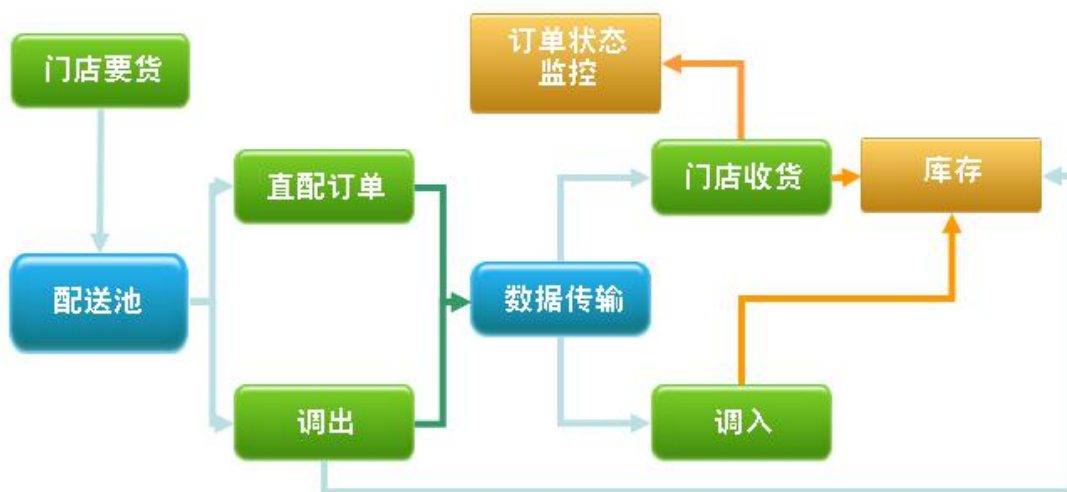 门店要货
订单状态
监控
直配订单
门店收货
库存
配送池
数据传输
调出
调入